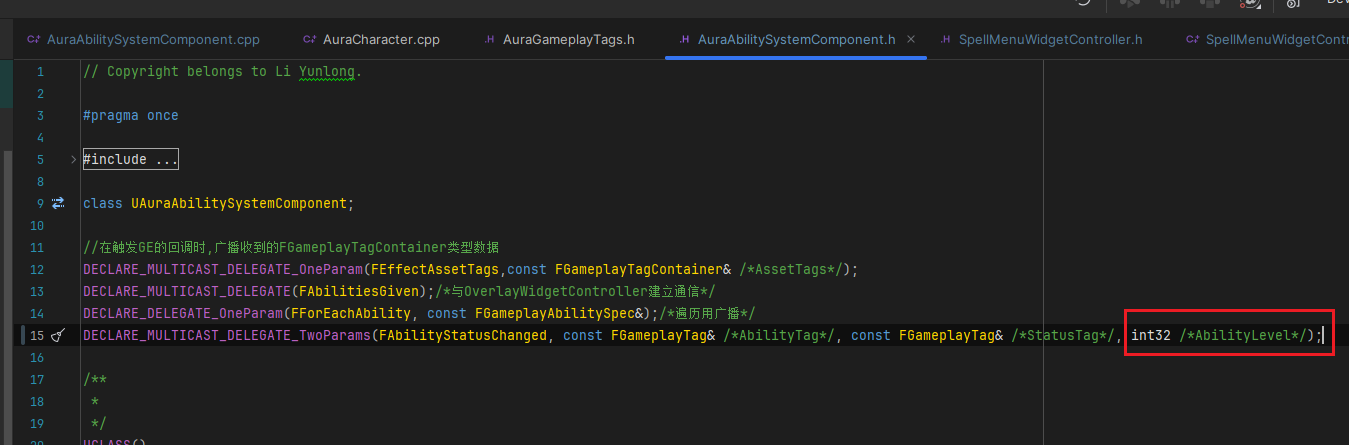 Dev
AuraAbilitySystemComponent.cpp AuraCharacter.cpp AuraGameplayTags.h AuraAbilitySystemComponent.h SpellMenuWidgetController.h SpellMenuWidgetContr
1 // Copyright belongs to Li Yunlong.
2
3 #pragma once
4
5 #include ...
8
9 class UAuraAbilitySystemComponent;
10
11 //在触发GE的回调时,广播收到的FGameplayTagContainer类型数据
12 DECLARE_MULTICAST_DELEGATE_OneParam(FEffectAssetTags,const FGameplayTagContainer& /*AssetTags*/);
13 DECLARE_MULTICAST_DELEGATE(FAbilitiesGiven);/*与OverlayWidgetController建立通信*/
14 DECLARE_DELEGATE_OneParam(FForEachAbility, const FGameplayAbilitySpec&);/*遍历用广播*/
15 DECLARE_MULTICAST_DELEGATE_TwoParams(FAbilityStatusChanged, const FGameplayTag& /*AbilityTag*/, const FGameplayTag& /*StatusTag*/, int32 /*AbilityLevel*/);
16
17 /**
18 *
19 */
20 UCLASS()